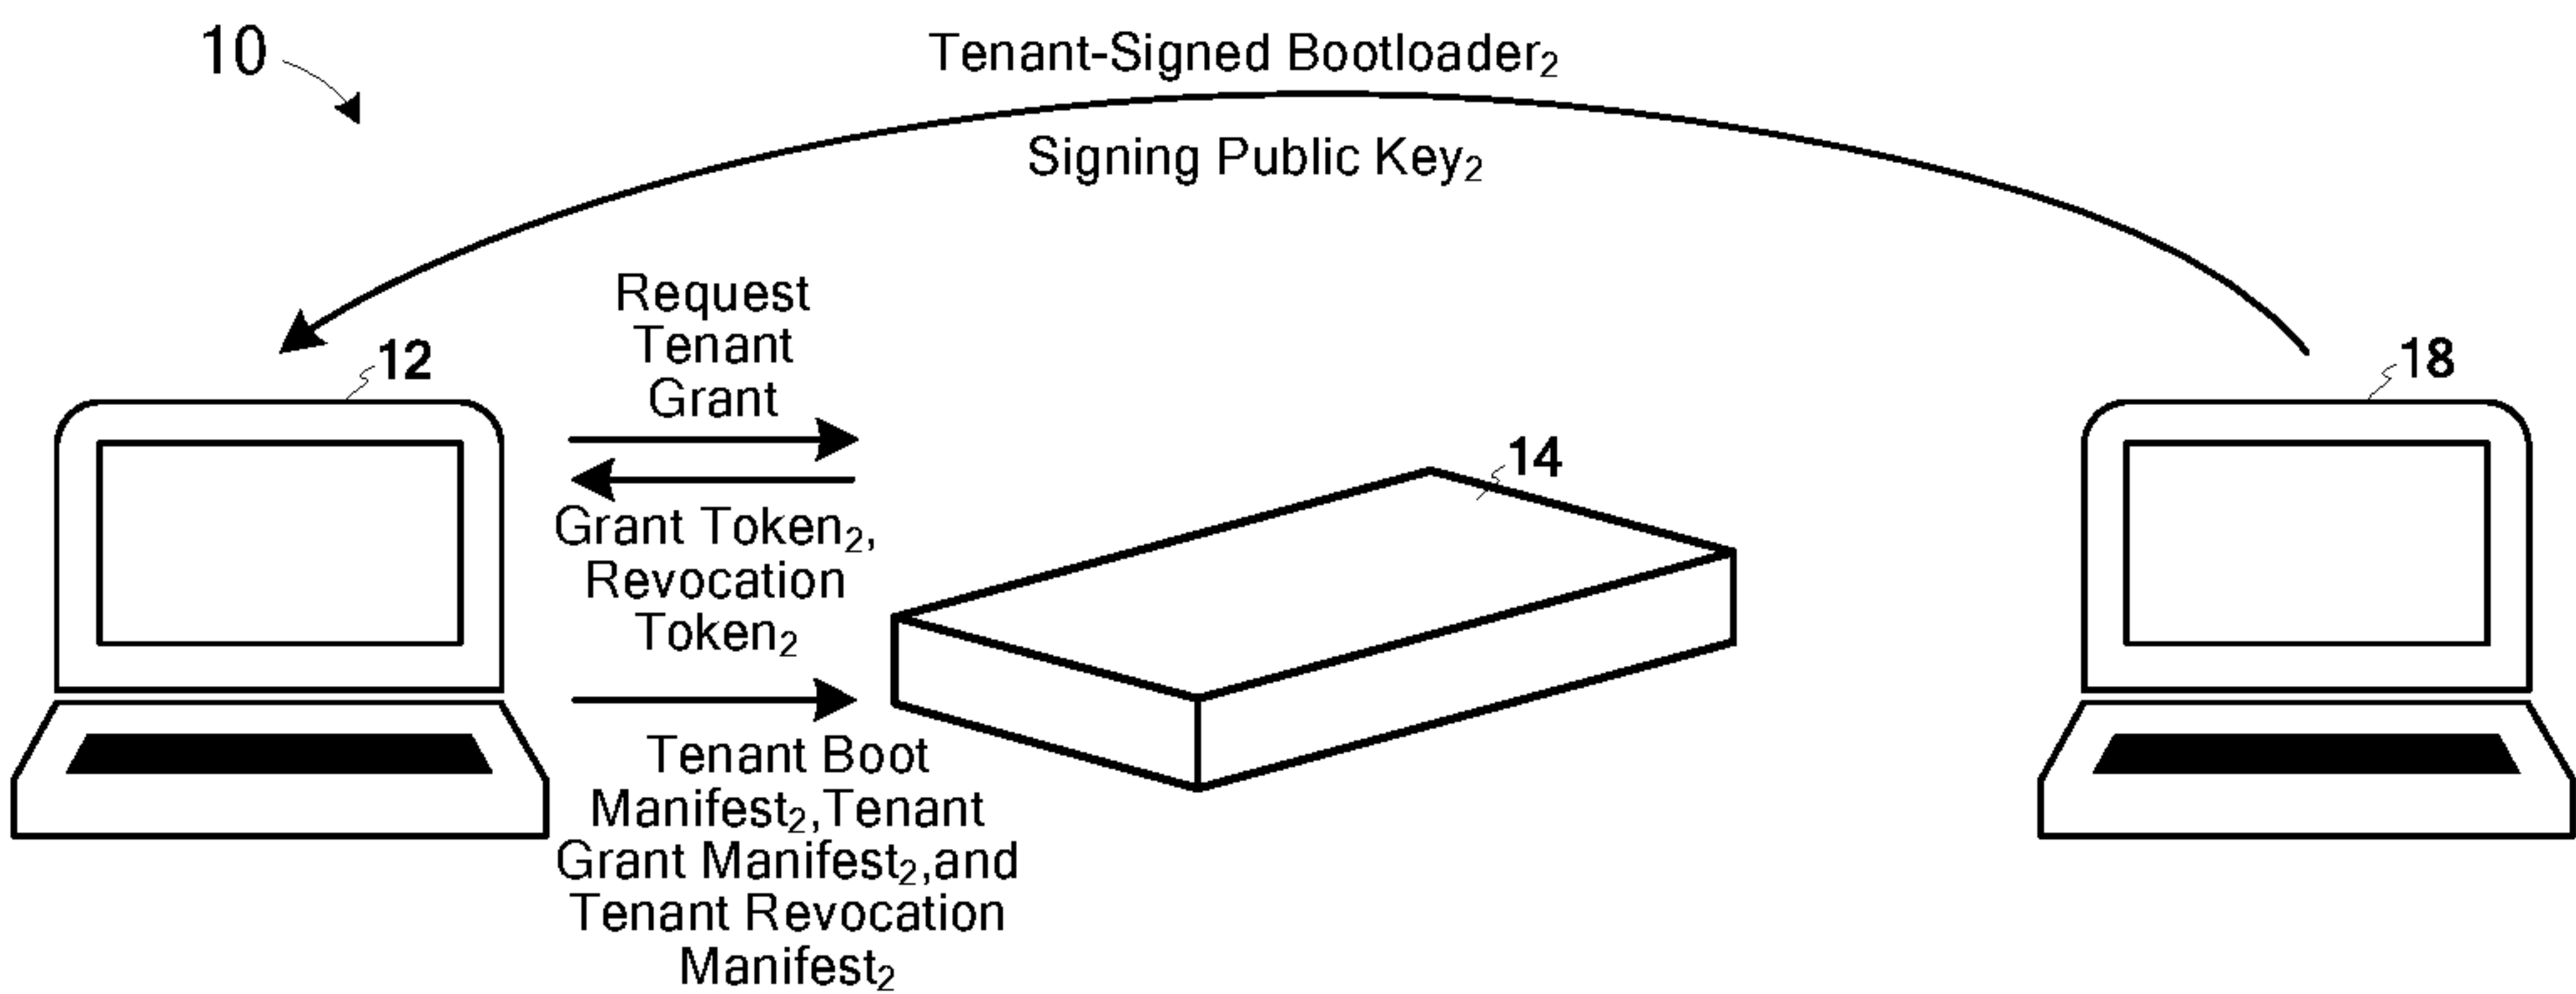 10
Tenant-Signed Bootloader₂
Signing Public Key₂
Request
Tenant
Grant
12
18
14
Grant Token₂,
Revocation
Token₂
Tenant Boot
Manifest₂,Tenant
Grant Manifest₂,and
Tenant Revocation
Manifest₂